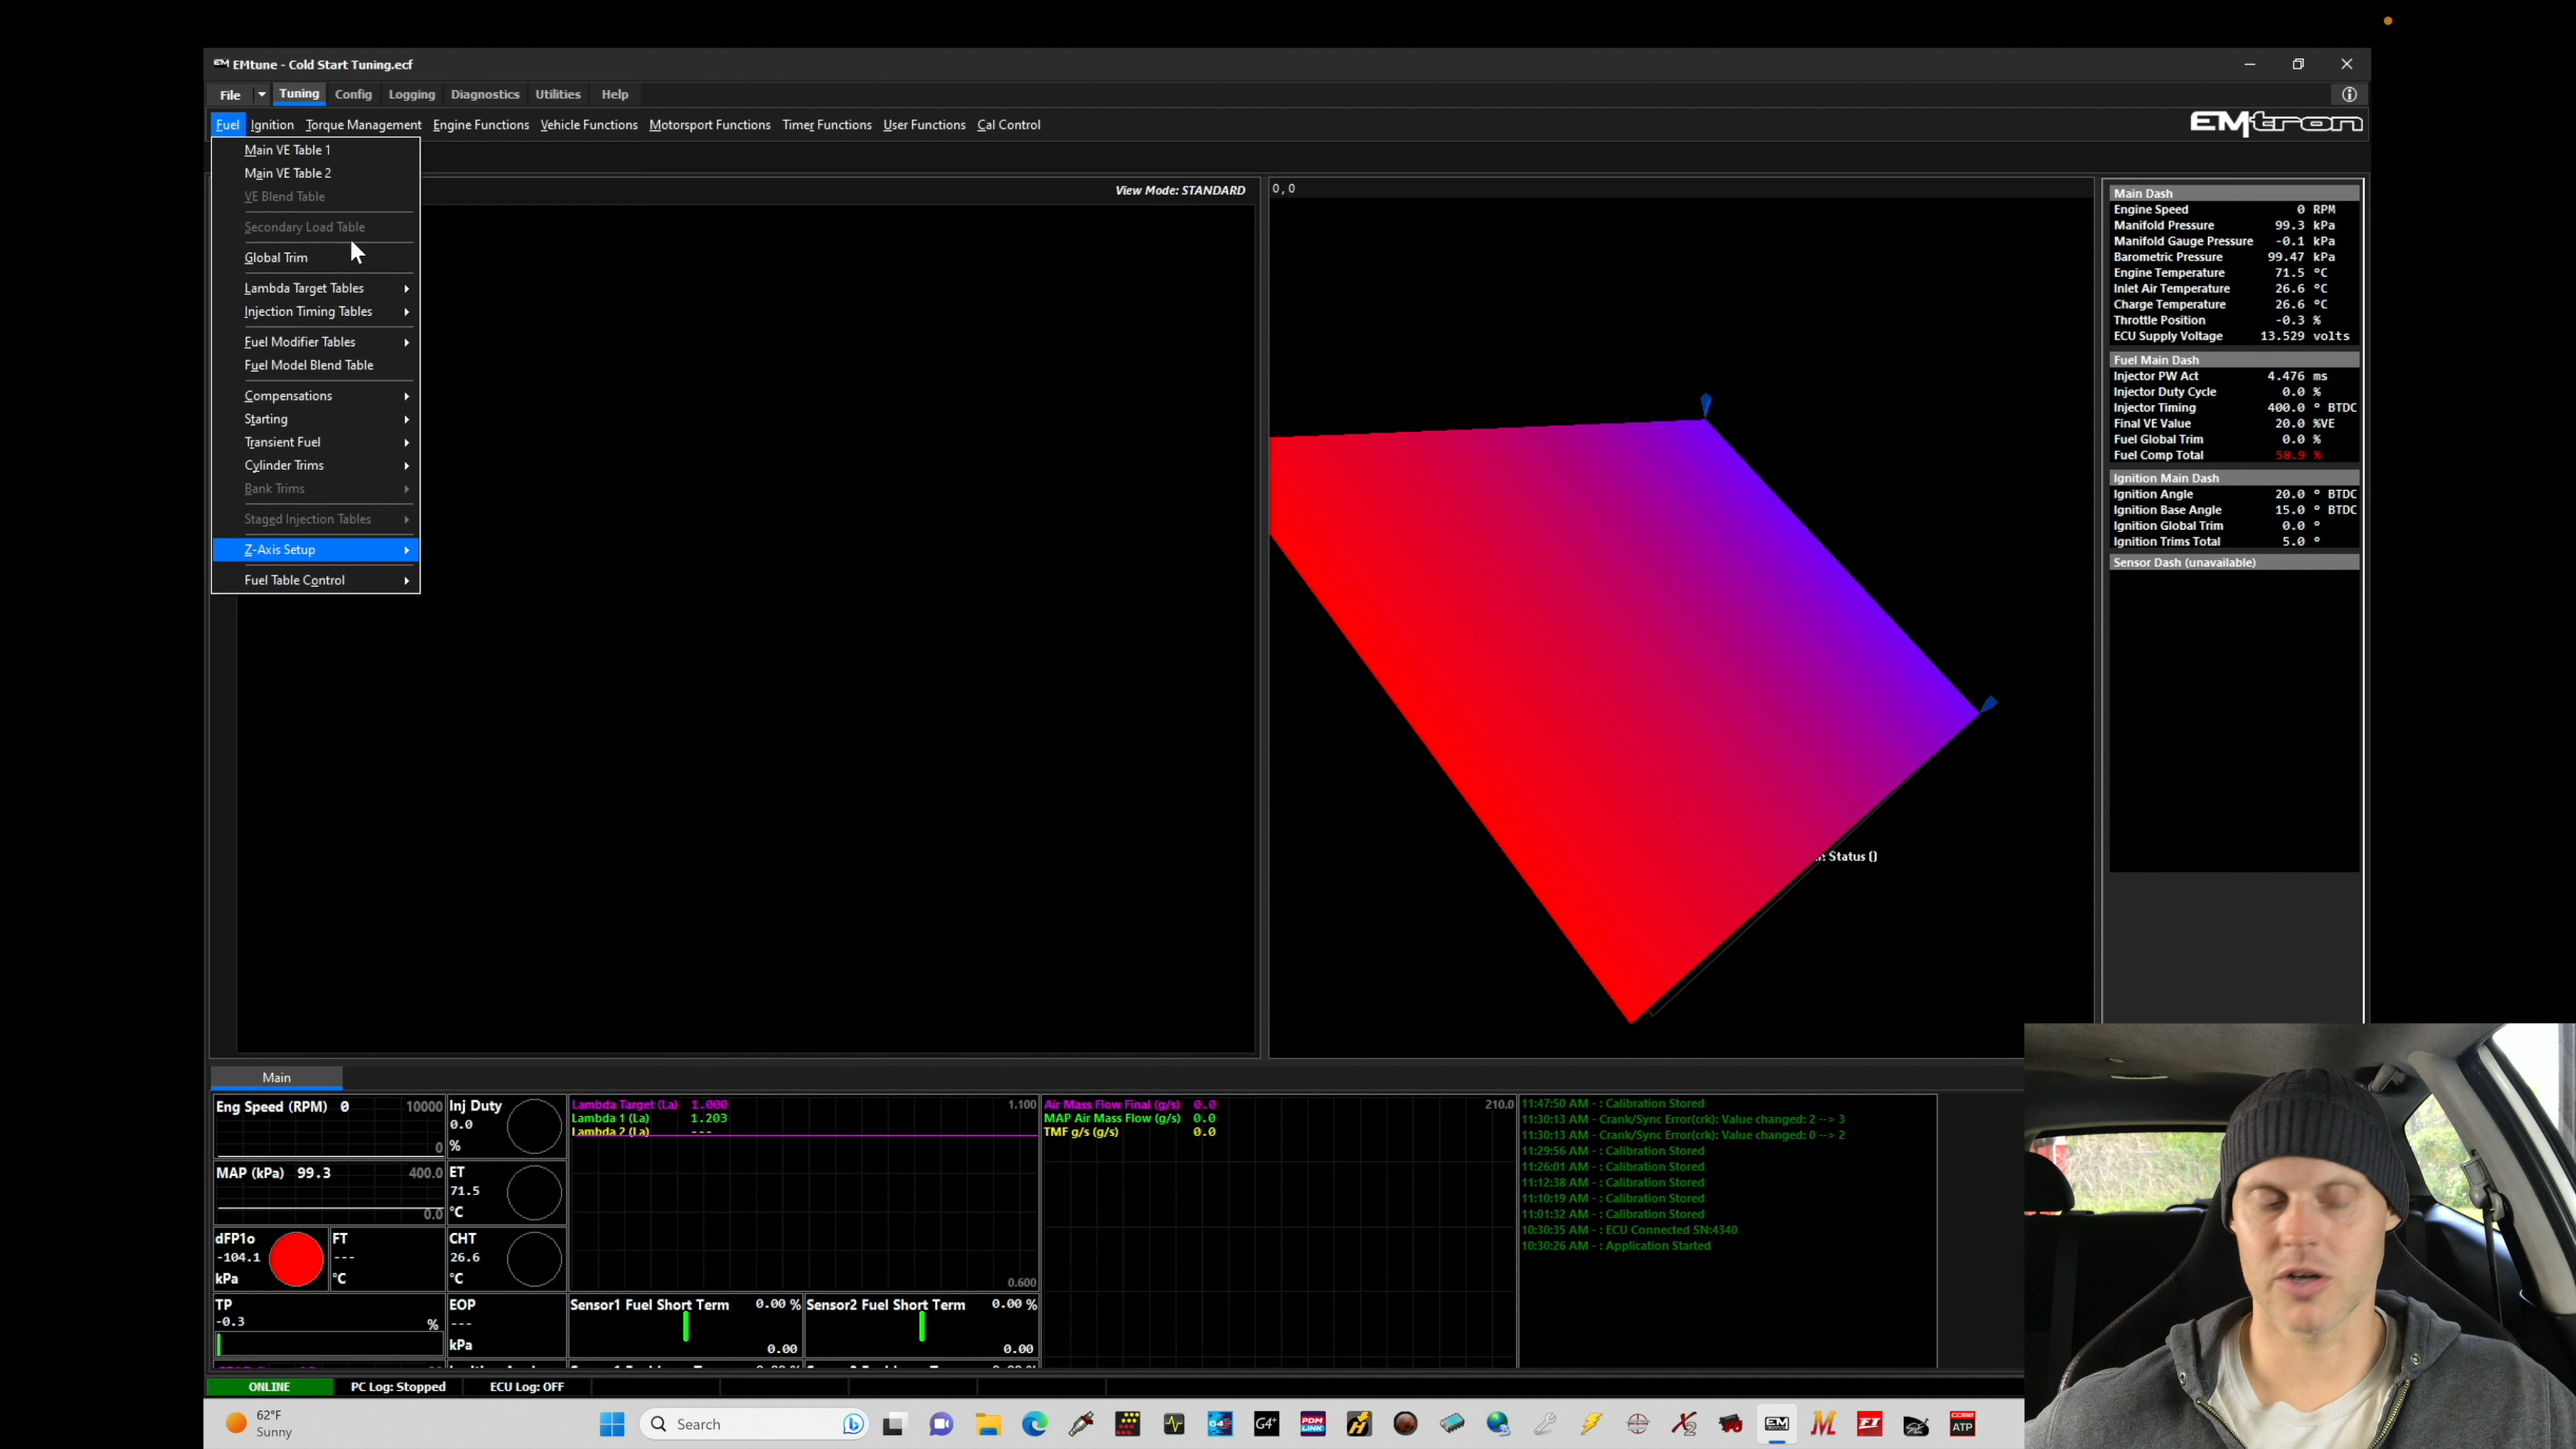 EM EMtune - Cold Start Tuning.ecf
File Tuning Config Logging Diagnostics Utilities Help
Fuel Ignition Torque Management Engine Functions Vehicle Functions Motorsport Functions Timer Functions User Functions Cal Control
EMtron
Main VE Table 1
Main VE Table 2
VE Blend Table
Secondary Load Table
Global Trim
Lambda Target Tables
Injection Timing Tables
Fuel Modifier Tables
Fuel Model Blend Table
Compensations
Starting
Transient Fuel
Cylinder Trims
Bank Trims
Staged Injection Tables
Z-Axis Setup
Fuel Table Control
View Mode: STANDARD
0,0
Status ()
Main Dash
Engine Speed 0 RPM
Manifold Pressure 99.3 kPa
Manifold Gauge Pressure -0.1 kPa
Barometric Pressure 99.47 kPa
Engine Temperature 71.5 °C
Inlet Air Temperature 26.6 °C
Charge Temperature 26.6 °C
Throttle Position -0.3 %
ECU Supply Voltage 13.529 volts
Fuel Main Dash
Injector PW Act 4.476 ms
Injector Duty Cycle 0.0 %
Injector Timing 400.0 ° BTDC
Final VE Value 20.0 %VE
Fuel Global Trim 0.0 %
Fuel Comp Total 58.9 %
Ignition Main Dash
Ignition Angle 20.0 ° BTDC
Ignition Base Angle 15.0 ° BTDC
Ignition Global Trim 0.0 °
Ignition Trims Total 5.0 °
Sensor Dash (unavailable)
Main
Eng Speed (RPM) 0 10000
0
MAP (kPa) 99.3 400.0
0.0
dFP1o
-104.1
kPa
FT
---
°C
TP
-0.3
%
Inj Duty
0.0
%
ET
71.5
°C
CHT
26.6
°C
EOP
---
kPa
Lambda Target (La) 1.000 1.100
Lambda 1 (La) 1.203
Lambda 2 (La) ---
0.600
Sensor1 Fuel Short Term 0.00 %
0.00
Sensor2 Fuel Short Term 0.00 %
0.00
Air Mass Flow Final (g/s) 0.0 210.0
MAP Air Mass Flow (g/s) 0.0
TMF g/s (g/s) 0.0
11:47:50 AM - : Calibration Stored
11:30:13 AM - Crank/Sync Error(crk): Value changed: 2 --> 3
11:30:13 AM - Crank/Sync Error(crk): Value changed: 0 --> 2
11:29:56 AM - : Calibration Stored
11:26:01 AM - : Calibration Stored
11:12:38 AM - : Calibration Stored
11:10:19 AM - : Calibration Stored
11:01:32 AM - : Calibration Stored
10:30:35 AM - : ECU Connected SN:4340
10:30:26 AM - : Application Started
ONLINE PC Log: Stopped ECU Log: OFF
62°F
Sunny
Search
G4+
PDM
LINK
EM
COBB
ATP